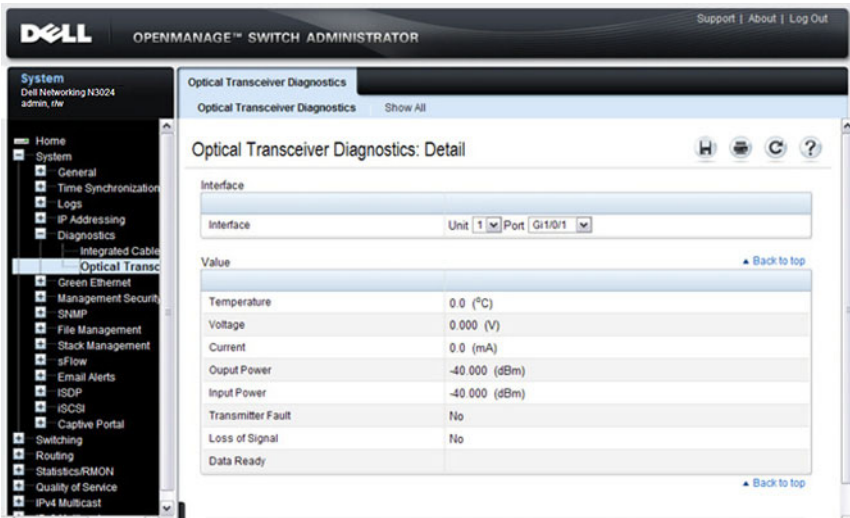 Support | About | Log Out
DELL
OPENMANAGE™ SWITCH ADMINISTRATOR
System
Dell Networking N3024
admin, r/w
Home
System
General
Time Synchronization
Logs
IP Addressing
Diagnostics
Integrated Cable
Optical Transc
Green Ethernet
Management Security
SNMP
File Management
Stack Management
sFlow
Email Alerts
ISDP
iSCSI
Captive Portal
Switching
Routing
Statistics/RMON
Quality of Service
IPv4 Multicast
Optical Transceiver Diagnostics
Optical Transceiver Diagnostics Show All
Optical Transceiver Diagnostics: Detail
Interface
Interface Unit 1 Port Gi1/0/1
Value Back to top
Temperature 0.0 (°C)
Voltage 0.000 (V)
Current 0.0 (mA)
Ouput Power -40.000 (dBm)
Input Power -40.000 (dBm)
Transmitter Fault No
Loss of Signal No
Data Ready
Back to top